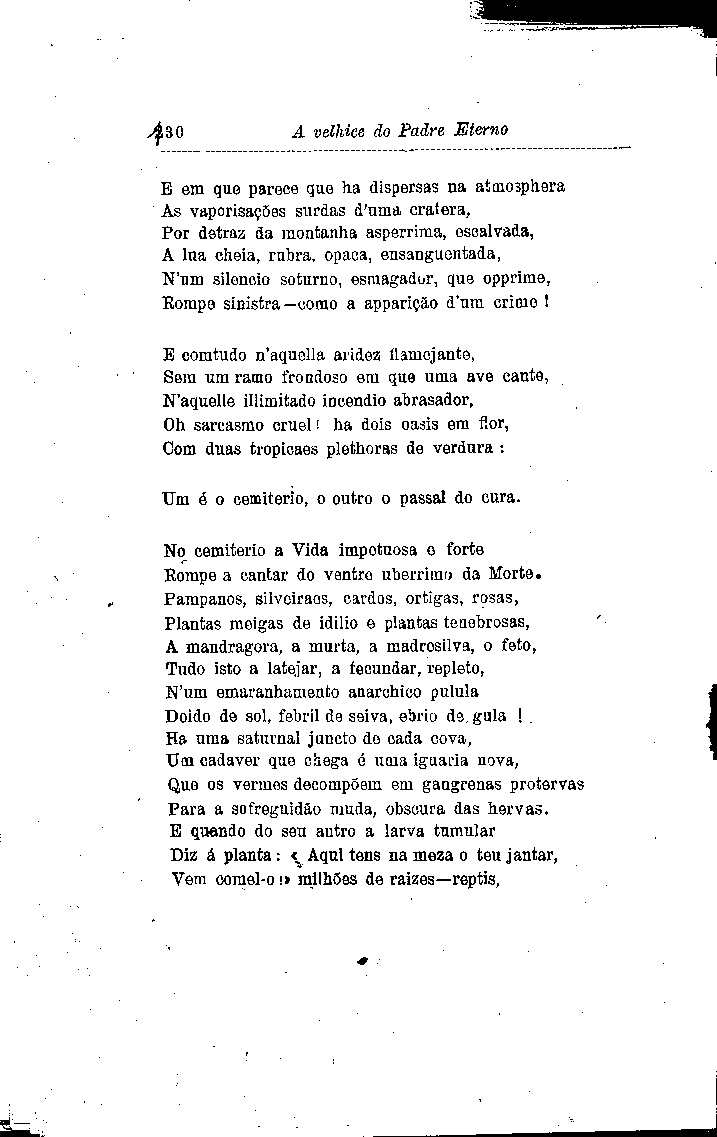 130 A velhice do Padre Eterno
E em que parece que ha dispersas na atmosphera
As vaporisações surdas d'uma cratera,
Por detraz da montanha asperrima, escalvada,
A lua cheia, rubra, opaca, ensanguentada,
N'um silencio soturno, esmagador, que opprime,
Rompe sinistra—como a apparição d'um crime!
E comtudo n'aquella aridez flamejante,
Sem um ramo frondoso em que uma ave cante,
N'aquelle illimitado incendio abrasador,
Oh sarcasmo cruel! ha dois oasis em flor,
Com duas tropicaes plethoras de verdura:
Um é o cemiterio, o outro o passal do cura.
No cemiterio a Vida impetuosa e forte
Rompe a cantar do ventre uberrimo da Morte.
Pampanos, silveiraes, cardos, ortigas, rosas,
Plantas meigas de idilio e plantas tenebrosas,
A mandragora, a murta, a madresilva, o feto,
Tudo isto a latejar, a fecundar, repleto,
N'um emaranhamento anarchico pulula
Doido de sol, febril de seiva, ebrio de gula!
Ha uma saturnal juncto de cada cova,
Um cadaver que chega é uma iguaria nova,
Que os vermes decompõem em gangrenas protervas
Para a sofreguidão muda, obscura das hervas.
E quando do seu antro a larva tumular
Diz á planta: « Aqui tens na meza o teu jantar,
Vem comel-o!» milhões de raizes—reptis,